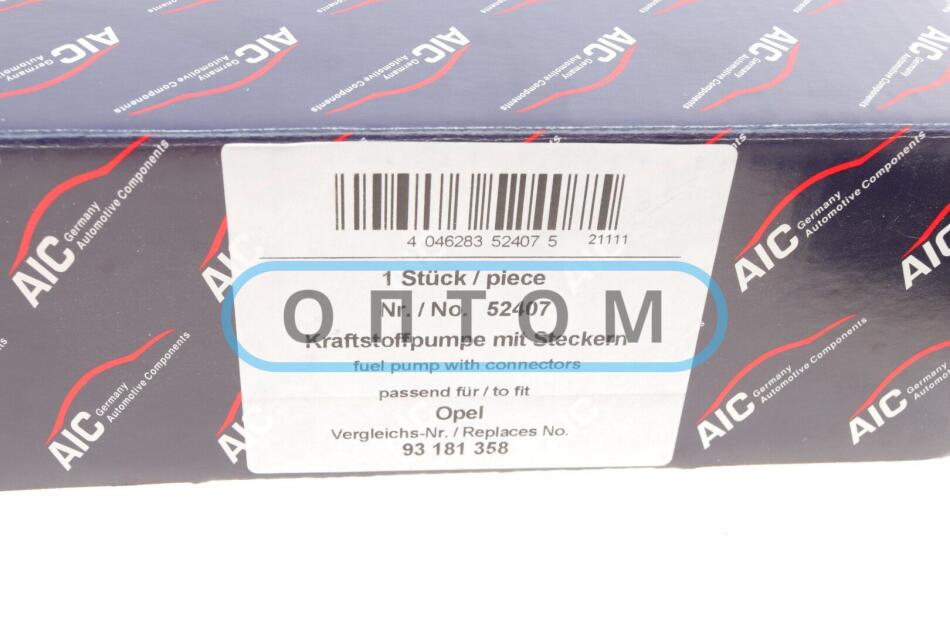 AIC Germany
Automotive Components
4 046283 52407 5 21111
1 Stück / piece
Nr. / No. 52407
ОПТОМ
Kraftstoffpumpe mit Steckern
fuel pump with connectors
passend für / to fit
Opel
Vergleichs-Nr. / Replaces No.
93 181 358